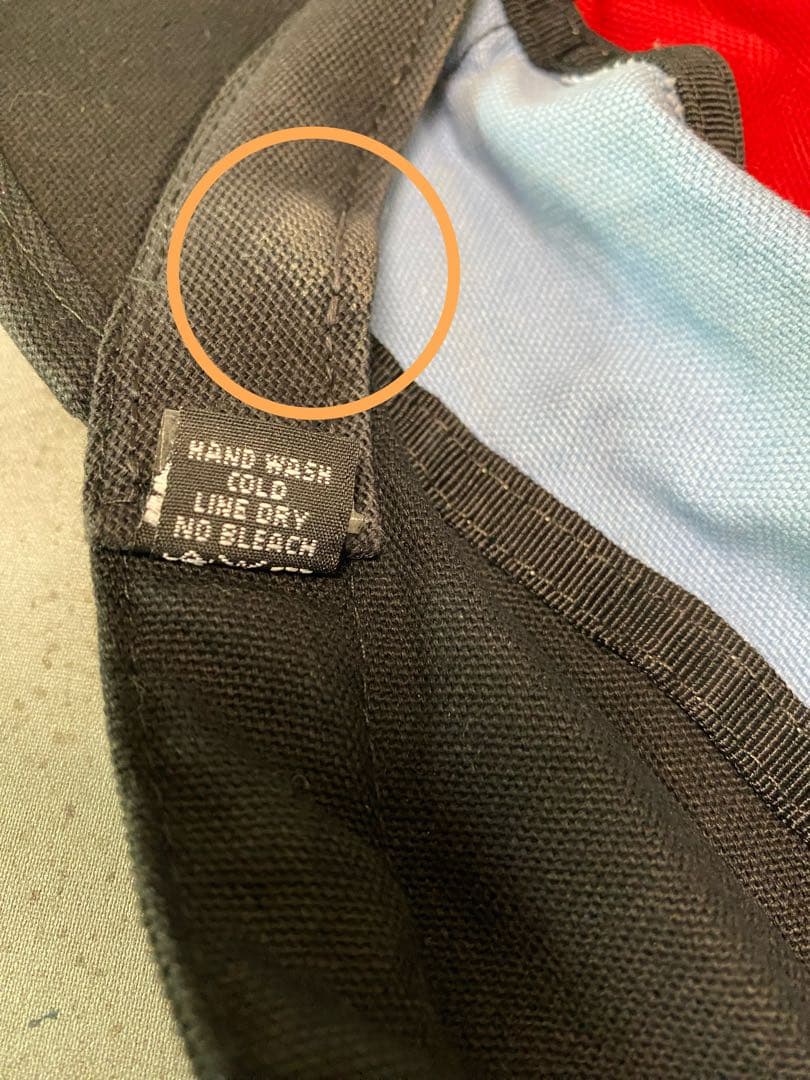 HAND WASH
COLD
LINE DRY
NO BLEACH